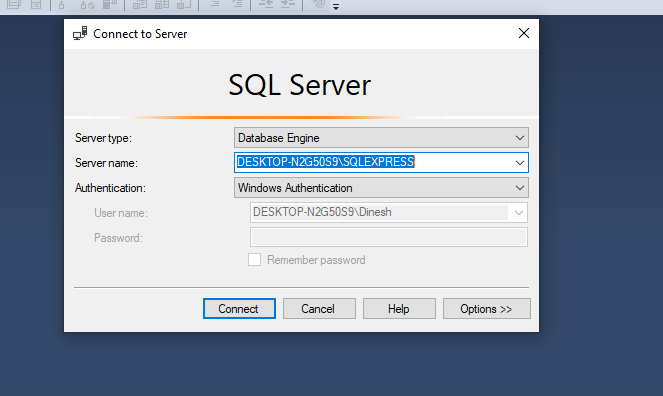 Connect to Server
SQL Server
Server type: Database Engine
Server name: DESKTOP-N2G50S9\SQLEXPRESS
Authentication: Windows Authentication
User name: DESKTOP-N2G50S9\Dinesh
Password:
Remember password
Connect Cancel Help Options >>